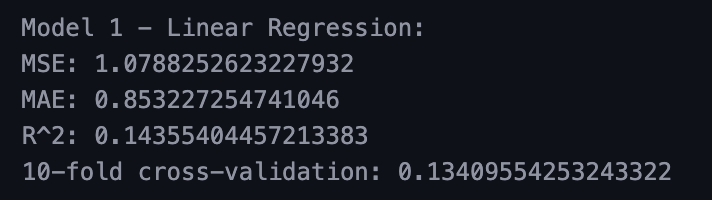 Model 1 - Linear Regression:
MSE: 1.0788252623227932
MAE: 0.853227254741046
R^2: 0.14355404457213383
10-fold cross-validation: 0.13409554253243322